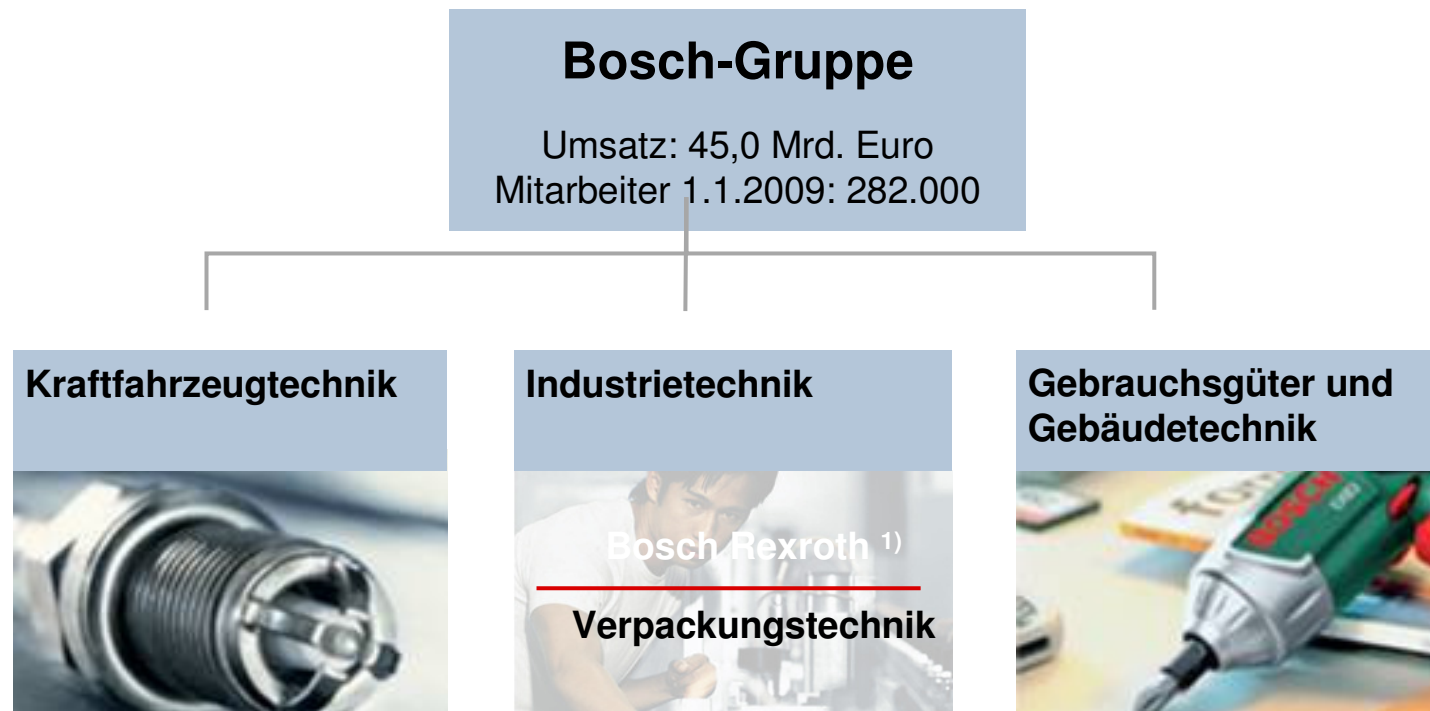 Bosch-Gruppe
Umsatz: 45,0 Mrd. Euro
Mitarbeiter 1.1.2009: 282.000
Kraftfahrzeugtechnik
Industrietechnik
Gebrauchsgüter und
Gebäudetechnik
Bosch Rexroth 1)
Verpackungstechnik
BOSCH